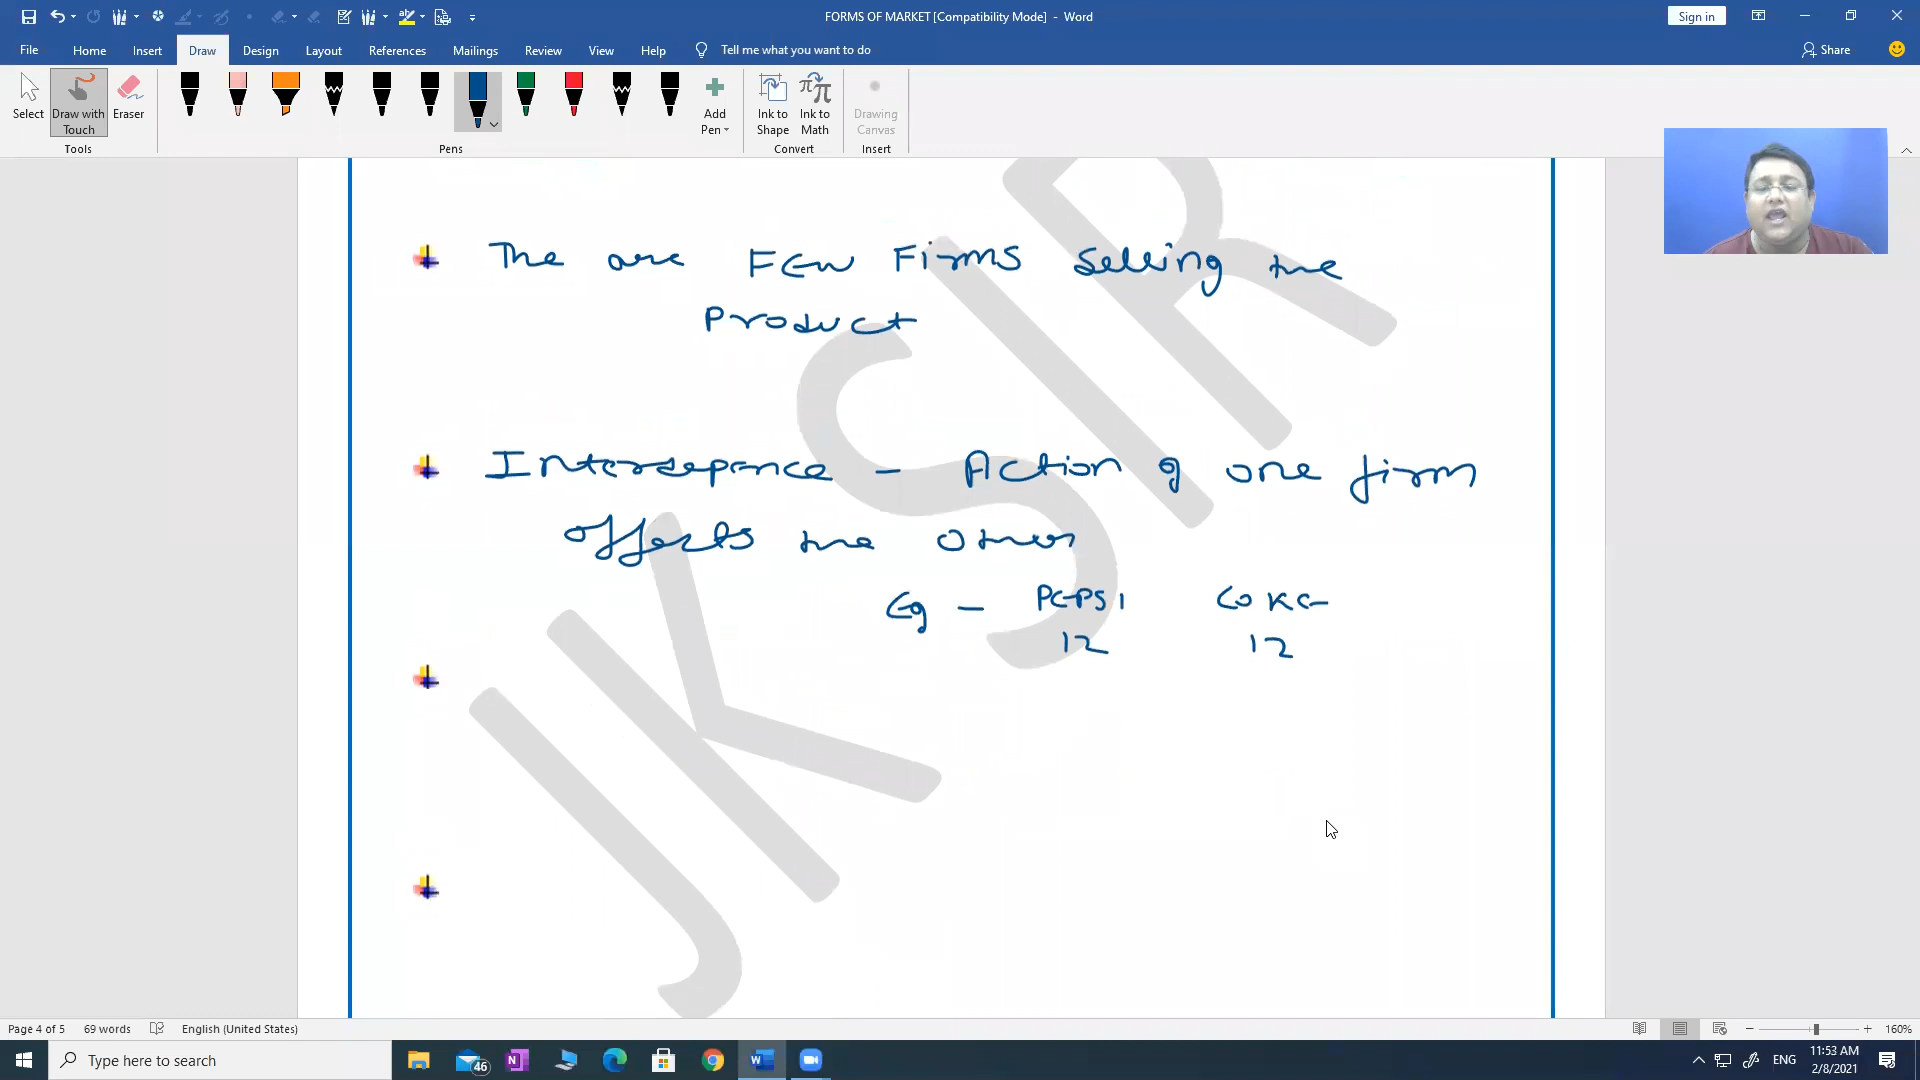 FORMS OF MARKET [Compatibility Mode] - Word
Sign in
File Home Insert Draw Design Layout References Mailings Review View Help Tell me what you want to do
Share
Select
Draw with Touch
Eraser
Add Pen
Ink to Shape
Ink to Math
Drawing Canvas
Tools
Pens
Convert
Insert
The are FEW Firms Selling the
Product
Interdepence - Action of one firm
affects the other
Eg - PEPSI COKE
12 12
JK SIR
Page 4 of 5 69 words English (United States)
160%
Type here to search
46
ENG
11:53 AM
2/8/2021